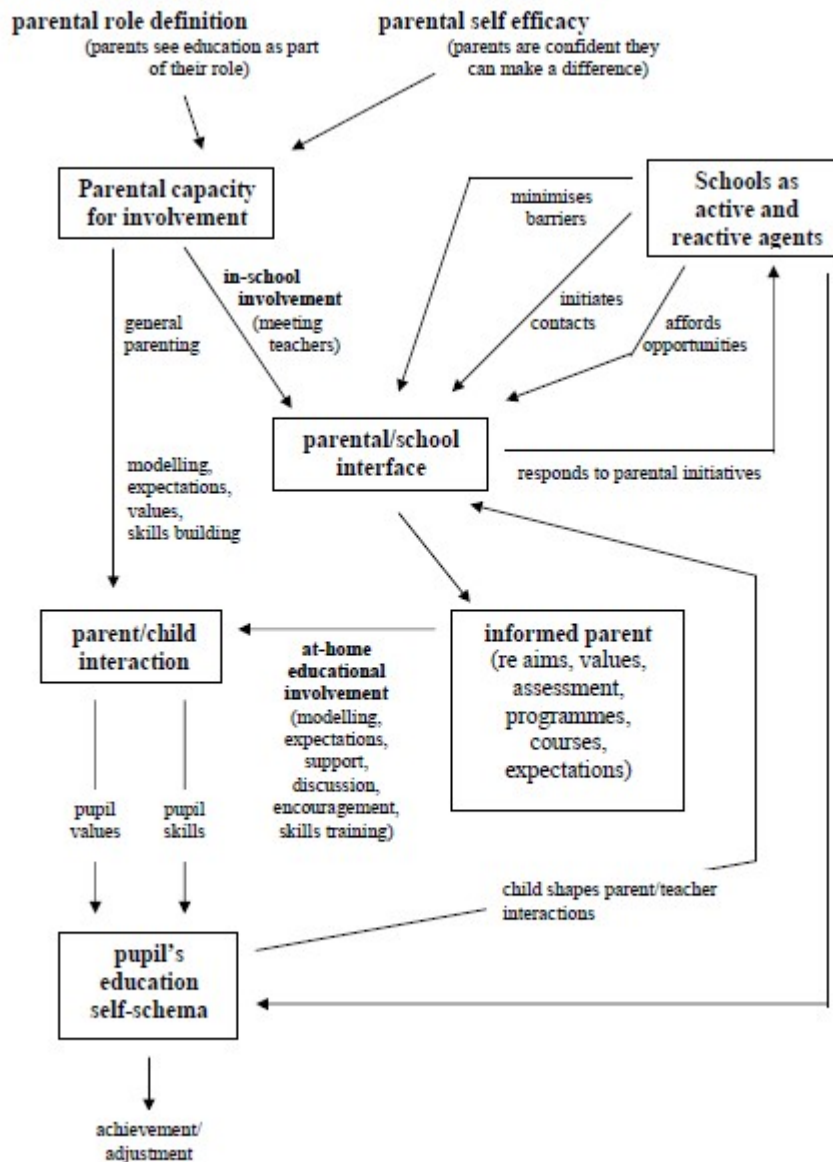 parental role definition
(parents see education as part
of their role)
parental self efficacy
(parents are confident they
can make a difference)
Parental capacity
for involvement
Schools as
active and
reactive agents
minimises
barriers
in-school
involvement
(meeting
teachers)
initiates
contacts
general
parenting
affords
opportunities
parental/school
interface
responds to parental initiatives
modelling,
expectations,
values,
skills building
parent/child
interaction
at-home
educational
involvement
(modelling,
expectations,
support,
discussion,
encouragement,
skills training)
informed parent
(re aims, values,
assessment,
programmes,
courses,
expectations)
pupil
values
pupil
skills
child shapes parent/teacher
interactions
pupil’s
education
self-schema
achievement/
adjustment